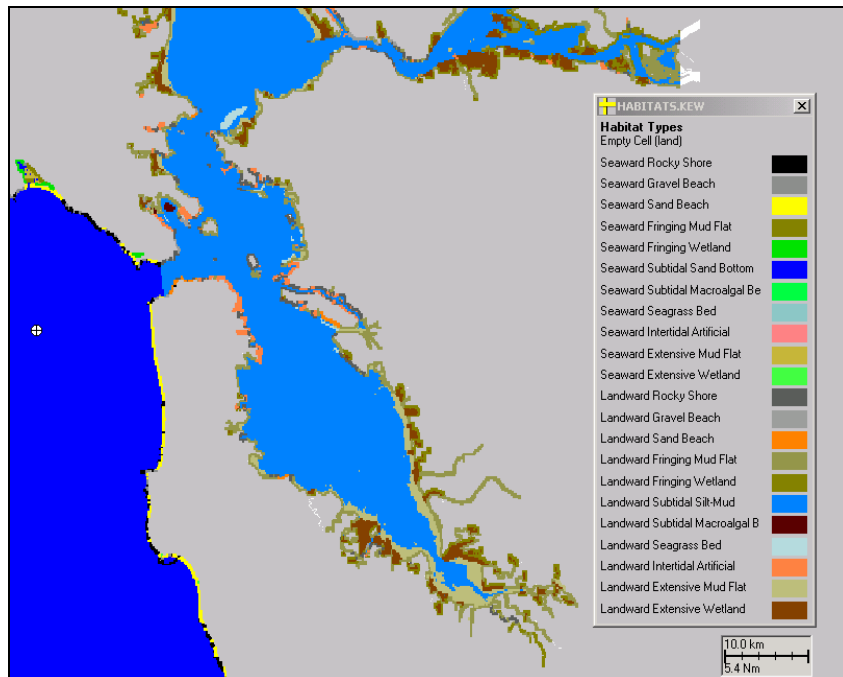 HABITATS.KEW
Habitat Types
Empty Cell (land)
Seaward Rocky Shore
Seaward Gravel Beach
Seaward Sand Beach
Seaward Fringing Mud Flat
Seaward Fringing Wetland
Seaward Subtidal Sand Bottom
Seaward Subtidal Macroalgal Be
Seaward Seagrass Bed
Seaward Intertidal Artificial
Seaward Extensive Mud Flat
Seaward Extensive Wetland
Landward Rocky Shore
Landward Gravel Beach
Landward Sand Beach
Landward Fringing Mud Flat
Landward Fringing Wetland
Landward Subtidal Silt-Mud
Landward Subtidal Macroalgal B
Landward Seagrass Bed
Landward Intertidal Artificial
Landward Extensive Mud Flat
Landward Extensive Wetland
10.0 km
5.4 Nm